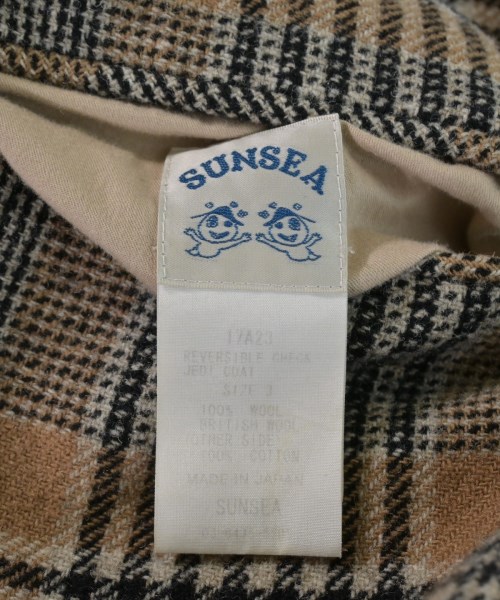 SUNSEA
17A23
REVERSIBLE CHECK
JEDI COAT
SIZE 3
100% WOOL
BRITISH WOOL
OTHER SIDE
100% COTTON
MADE IN JAPAN
SUNSEA